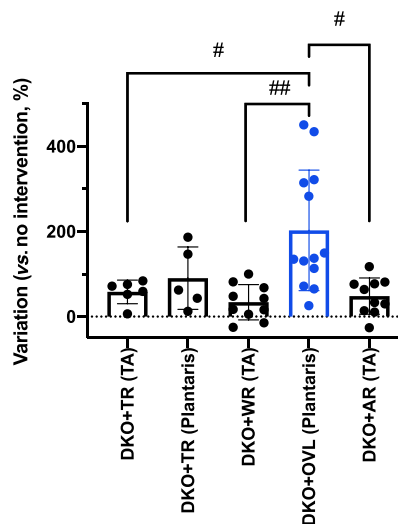 #
#
##
Variation (vs. no intervention, %)
400
200
0
DKO+TR (TA)
DKO+TR (Plantaris)
DKO+WR (TA)
DKO+OVL (Plantaris)
DKO+AR (TA)